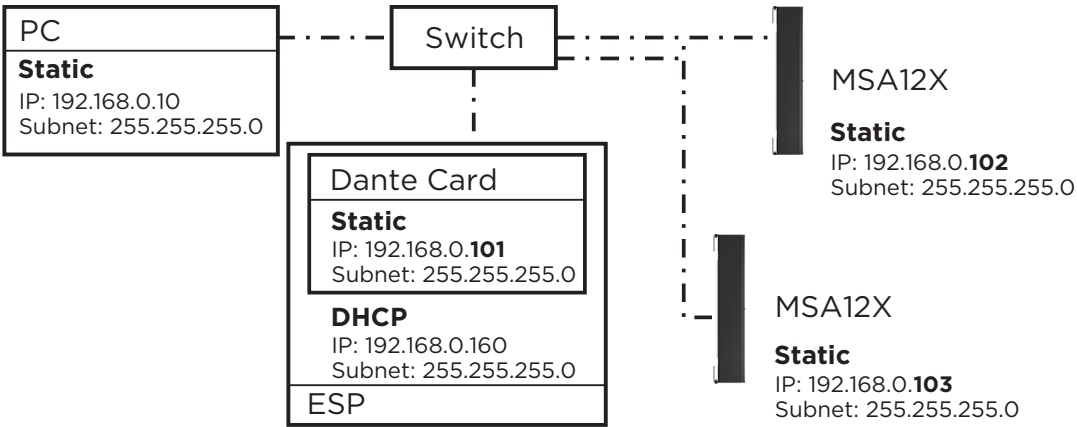 PC
Static
IP: 192.168.0.10
Subnet: 255.255.255.0
Switch
Dante Card
Static
IP: 192.168.0.101
Subnet: 255.255.255.0
DHCP
IP: 192.168.0.160
Subnet: 255.255.255.0
ESP
MSA12X
Static
IP: 192.168.0.102
Subnet: 255.255.255.0
MSA12X
Static
IP: 192.168.0.103
Subnet: 255.255.255.0